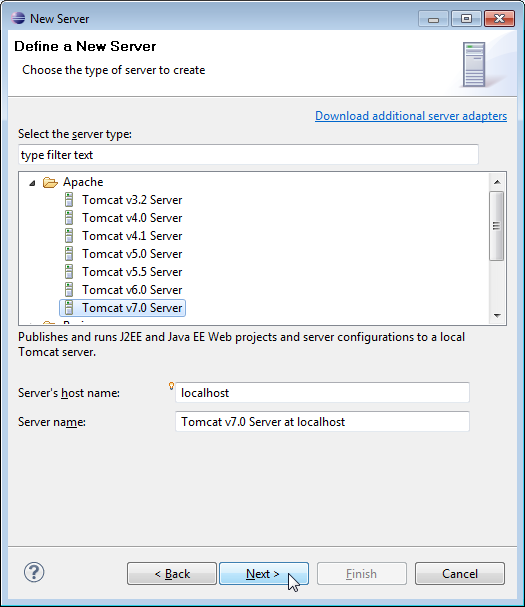 New Server
Define a New Server
Choose the type of server to create
Download additional server adapters
Select the server type:
type filter text
Apache
Tomcat v3.2 Server
Tomcat v4.0 Server
Tomcat v4.1 Server
Tomcat v5.0 Server
Tomcat v5.5 Server
Tomcat v6.0 Server
Tomcat v7.0 Server
Publishes and runs J2EE and Java EE Web projects and server configurations to a local
Tomcat server.
Server's host name:
localhost
Server name:
Tomcat v7.0 Server at localhost
?
< Back
Next >
Finish
Cancel